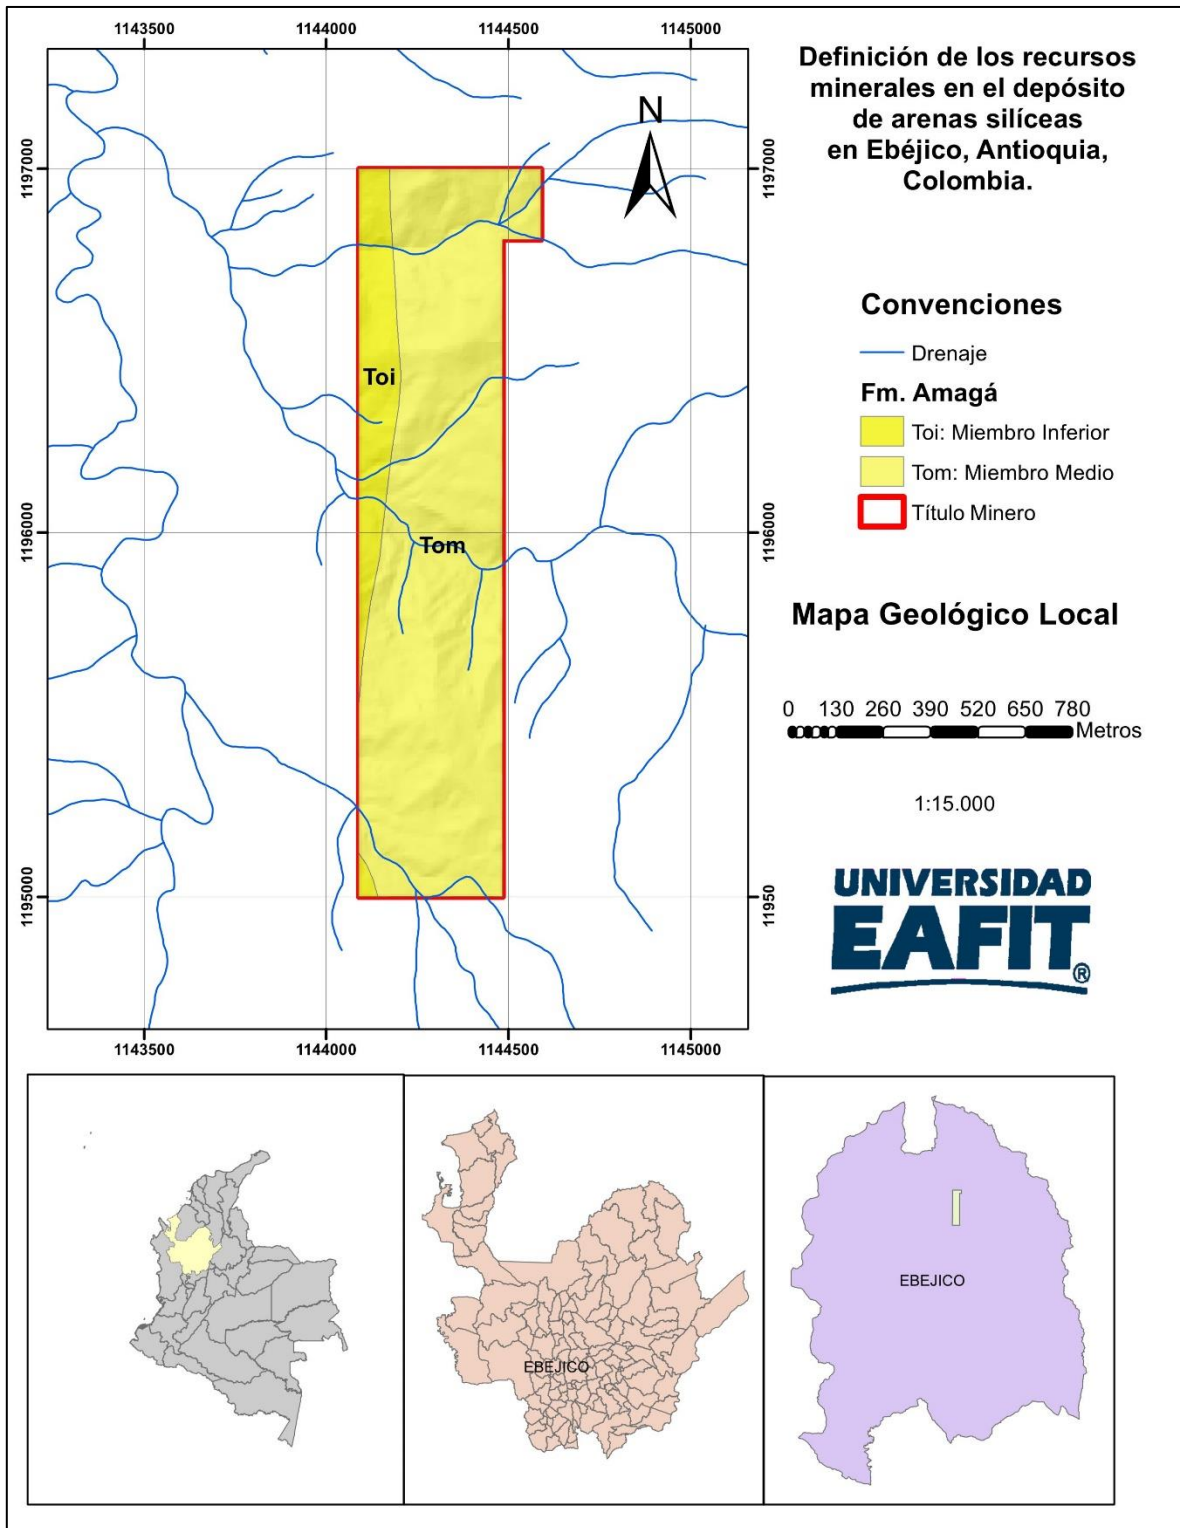 1143500 1144000 1144500 1145000
Definición de los recursos
minerales en el depósito
de arenas silíceas
en Ebéjico, Antioquia,
Colombia.
N
1197000 1197000
Convenciones
Drenaje
Fm. Amagá
Toi: Miembro Inferior
Tom: Miembro Medio
Título Minero
Toi
Tom
1196000 1196000
Mapa Geológico Local
0 130 260 390 520 650 780
Metros
1:15.000
UNIVERSIDAD
EAFIT
®
1195000 11950
1143500 1144000 1144500 1145000
EBEJICO
EBEJICO